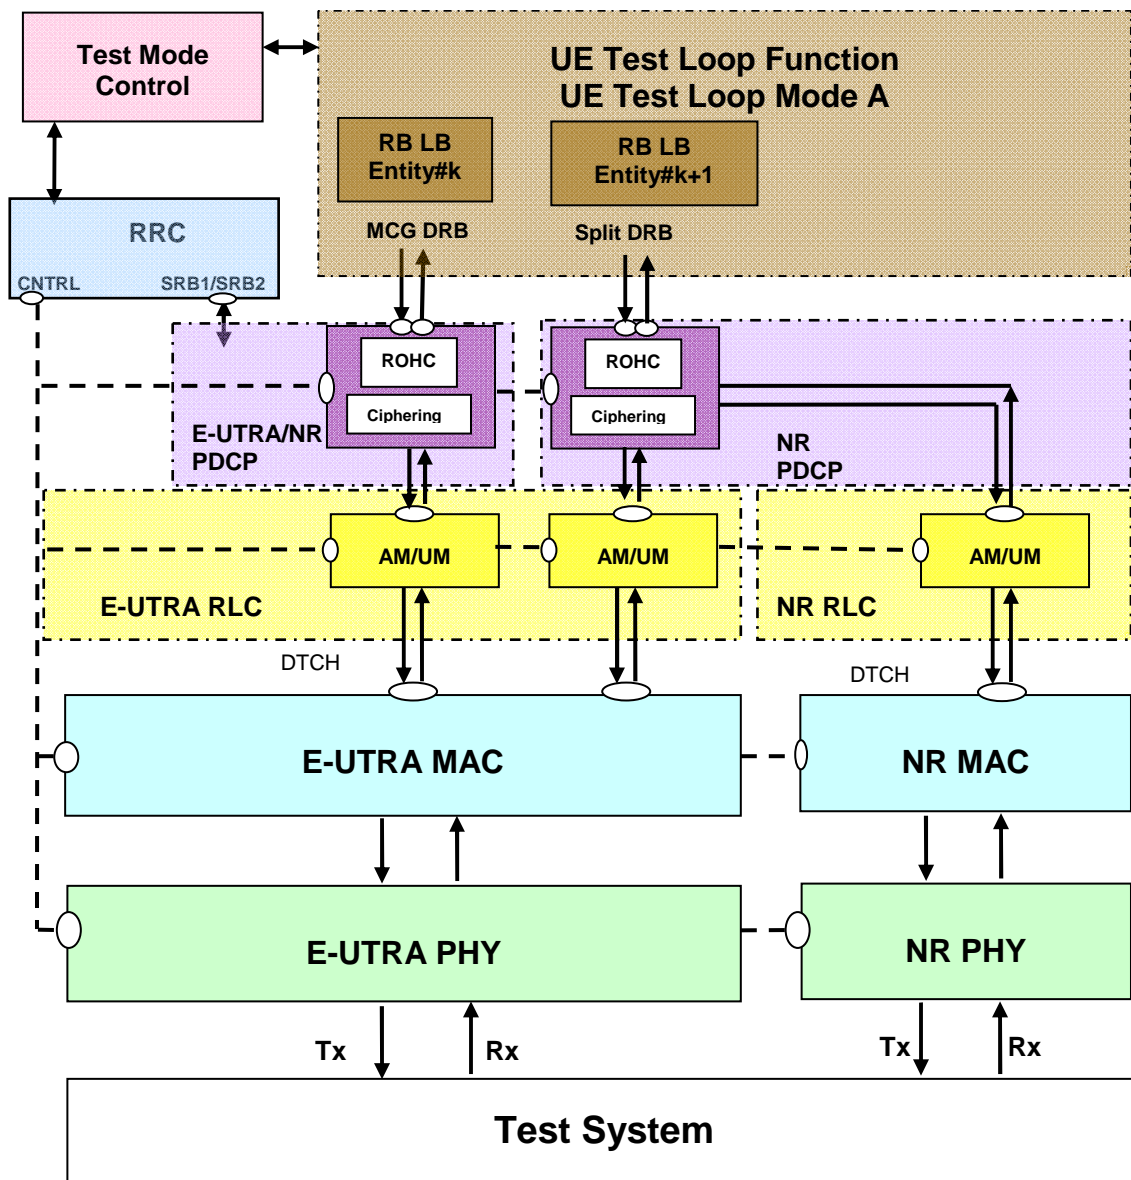 Test Mode
Control
UE Test Loop Function
UE Test Loop Mode A
RB LB
Entity#k
RB LB
Entity#k+1
MCG DRB
Split DRB
RRC
CNTRL
SRB1/SRB2
ROHC
Ciphering
ROHC
Ciphering
E-UTRA/NR
PDCP
NR
PDCP
AM/UM
AM/UM
AM/UM
E-UTRA RLC
NR RLC
DTCH
DTCH
E-UTRA MAC
NR MAC
E-UTRA PHY
NR PHY
Tx
Rx
Tx
Rx
Test System